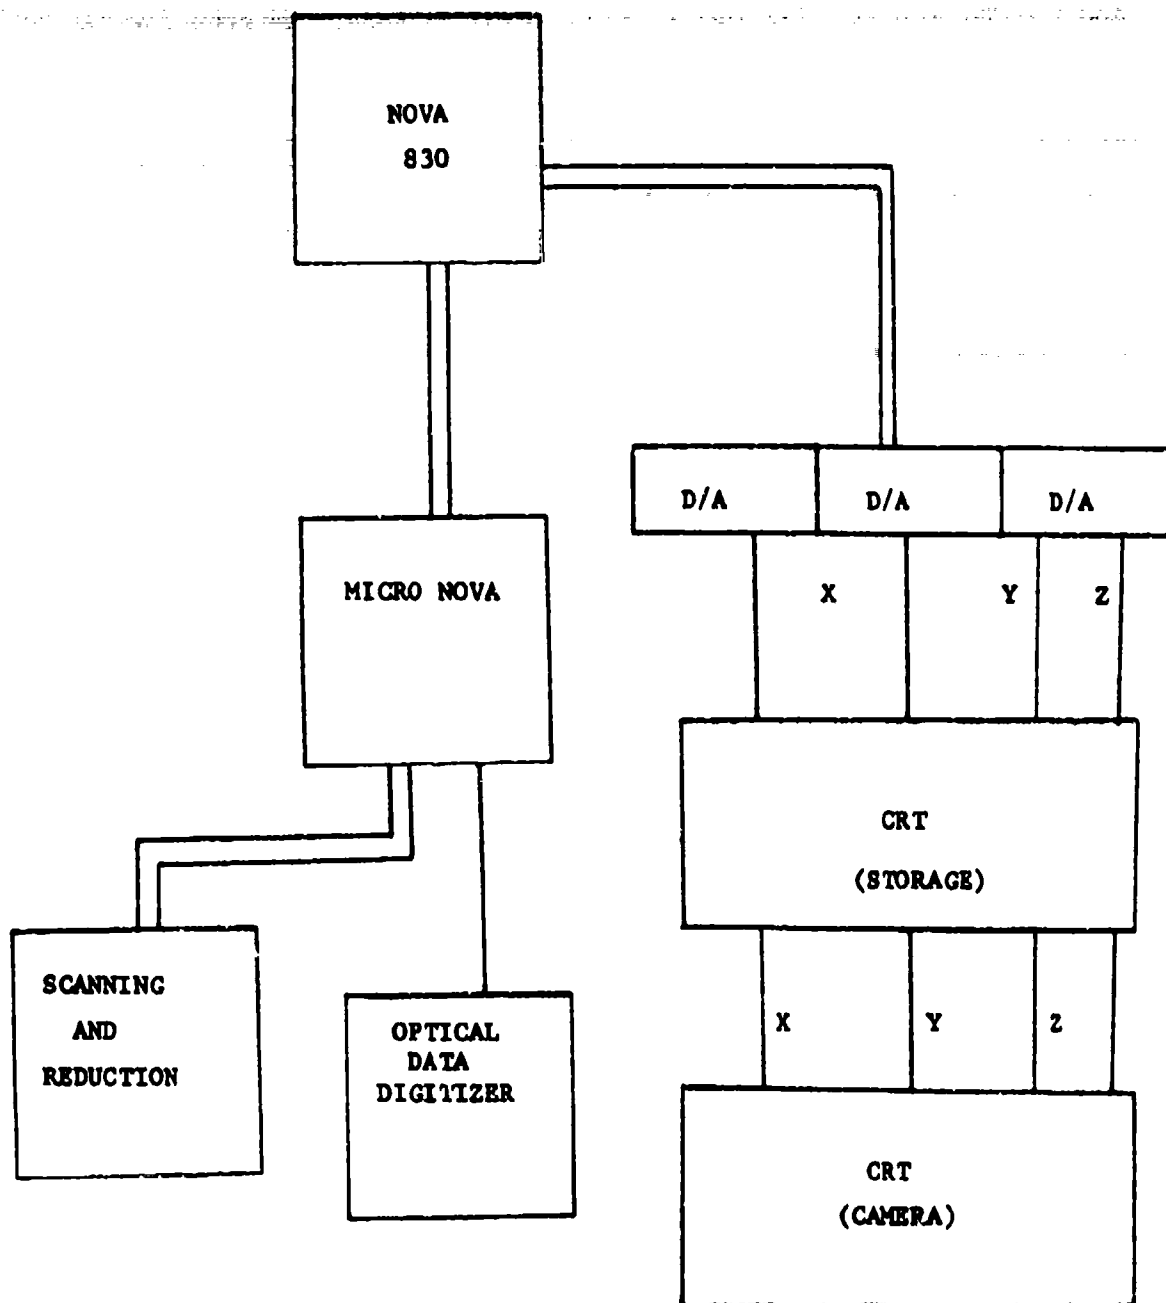 NOVA
830
D/A D/A D/A
MICRO NOVA
X Y Z
CRT
(STORAGE)
SCANNING
AND
REDUCTION
OPTICAL
DATA
DIGITIZER
X Y Z
CRT
(CAMERA)